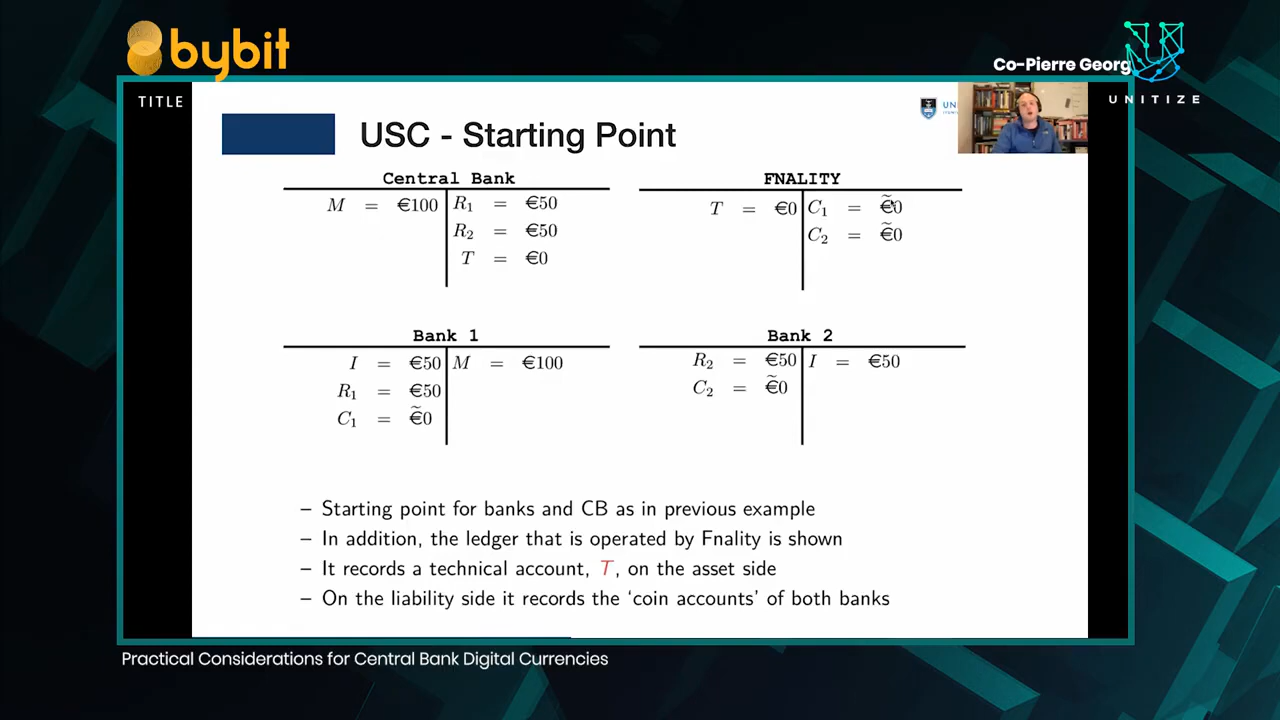 bybit
Co-Pierre Georg
UNITIZE
TITLE
UNI
USC - Starting Point
Central Bank
M = €100
R₁ = €50
R₂ = €50
T = €0
FNALITY
T = €0
C₁ = €̃0
C₂ = €̃0
Bank 1
I = €50
R₁ = €50
C₁ = €̃0
M = €100
Bank 2
R₂ = €50
C₂ = €̃0
I = €50
– Starting point for banks and CB as in previous example
– In addition, the ledger that is operated by Fnality is shown
– It records a technical account, T, on the asset side
– On the liability side it records the ‘coin accounts’ of both banks
Practical Considerations for Central Bank Digital Currencies